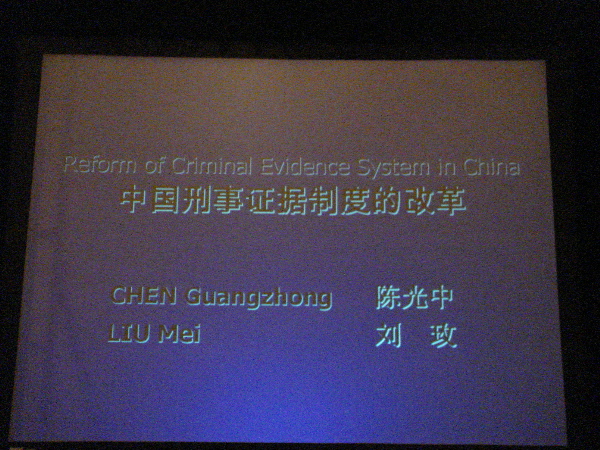 Reform of Criminal Evidence System in China
中国刑事证据制度的改革
CHEN Guangzhong 陈光中
LIU Mei 刘 玫